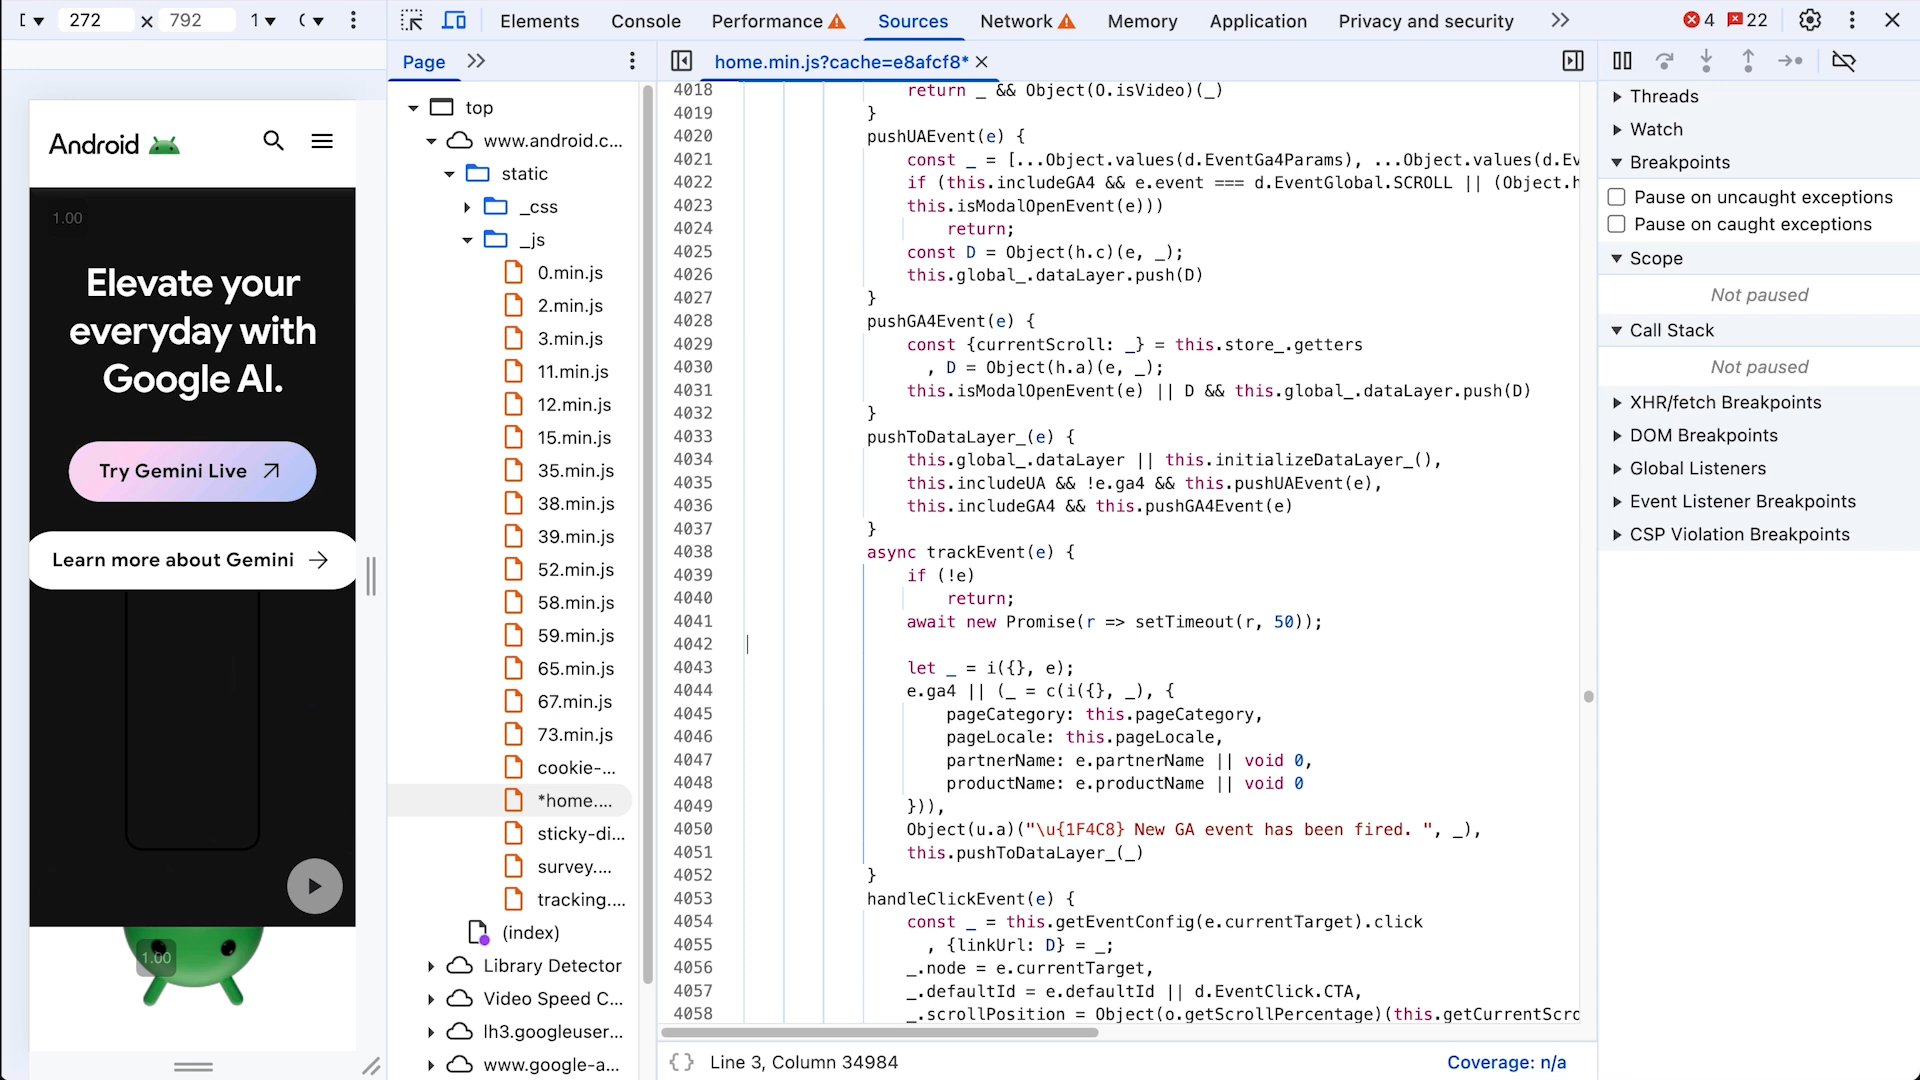 272 x 792 1
Elements Console Performance Sources Network Memory Application Privacy and security 4 22
Android
1.00
Elevate your
everyday with
Google AI.
Try Gemini Live
Learn more about Gemini
1.00
Page
top
www.android.c...
static
_css
_js
0.min.js
2.min.js
3.min.js
11.min.js
12.min.js
15.min.js
35.min.js
38.min.js
39.min.js
52.min.js
58.min.js
59.min.js
65.min.js
67.min.js
73.min.js
cookie-...
*home....
sticky-di...
survey....
tracking....
(index)
Library Detector
Video Speed C...
lh3.googleuser...
www.google-a...
home.min.js?cache=e8afcf8*
4018 return _ && Object(O.isVideo)(_)
4019 }
4020 pushUAEvent(e) {
4021 const _ = [...Object.values(d.EventGa4Params), ...Object.values(d.Ev
4022 if (this.includeGA4 && e.event === d.EventGlobal.SCROLL || (Object.h
4023 this.isModalOpenEvent(e)))
4024 return;
4025 const D = Object(h.c)(e, _);
4026 this.global_.dataLayer.push(D)
4027 }
4028 pushGA4Event(e) {
4029 const {currentScroll: _} = this.store_.getters
4030 , D = Object(h.a)(e, _);
4031 this.isModalOpenEvent(e) || D && this.global_.dataLayer.push(D)
4032 }
4033 pushToDataLayer_(e) {
4034 this.global_.dataLayer || this.initializeDataLayer_(),
4035 this.includeUA && !e.ga4 && this.pushUAEvent(e),
4036 this.includeGA4 && this.pushGA4Event(e)
4037 }
4038 async trackEvent(e) {
4039 if (!e)
4040 return;
4041 await new Promise(r => setTimeout(r, 50));
4042
4043 let _ = i({}, e);
4044 e.ga4 || (_ = c(i({}, _), {
4045 pageCategory: this.pageCategory,
4046 pageLocale: this.pageLocale,
4047 partnerName: e.partnerName || void 0,
4048 productName: e.productName || void 0
4049 })),
4050 Object(u.a)("\u{1F4C8} New GA event has been fired. ", _),
4051 this.pushToDataLayer_(_)
4052 }
4053 handleClickEvent(e) {
4054 const _ = this.getEventConfig(e.currentTarget).click
4055 , {linkUrl: D} = _;
4056 _.node = e.currentTarget,
4057 _.defaultId = e.defaultId || d.EventClick.CTA,
4058 _.scrollPosition = Object(o.getScrollPercentage)(this.getCurrentScro
{} Line 3, Column 34984 Coverage: n/a
Threads
Watch
Breakpoints
Pause on uncaught exceptions
Pause on caught exceptions
Scope
Not paused
Call Stack
Not paused
XHR/fetch Breakpoints
DOM Breakpoints
Global Listeners
Event Listener Breakpoints
CSP Violation Breakpoints